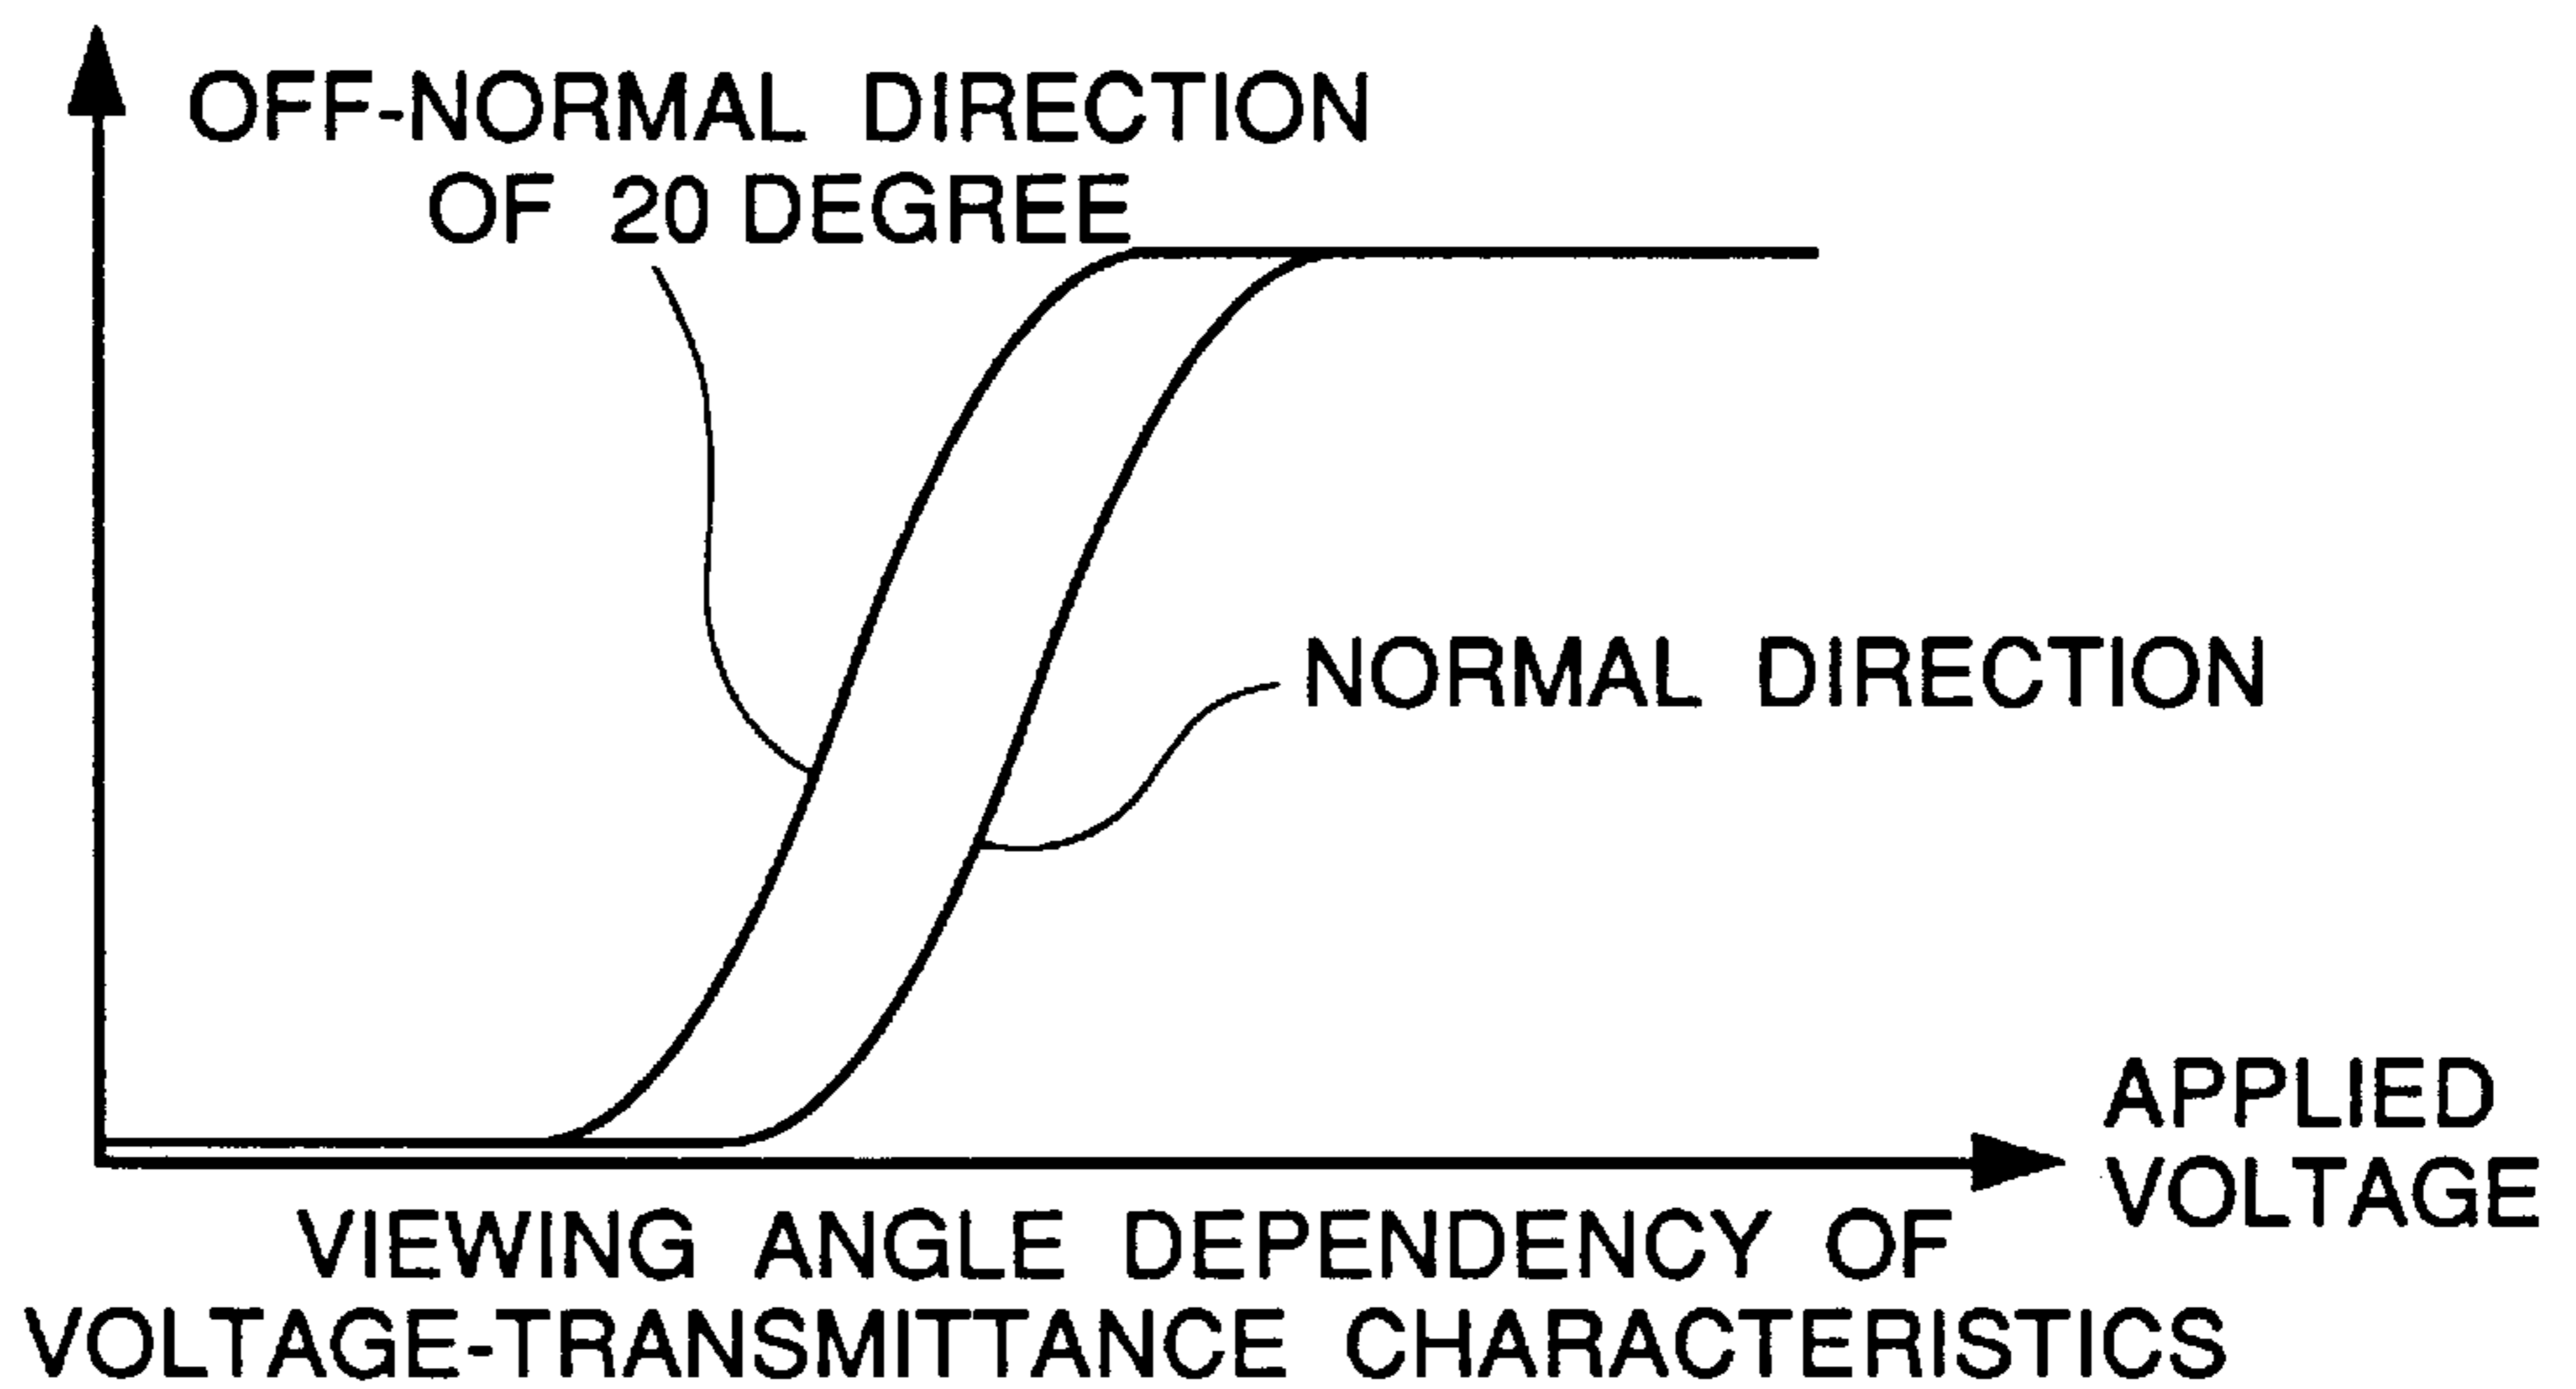 OFF-NORMAL DIRECTION
OF 20 DEGREE
NORMAL DIRECTION
APPLIED
VOLTAGE
VIEWING ANGLE DEPENDENCY OF
VOLTAGE-TRANSMITTANCE CHARACTERISTICS